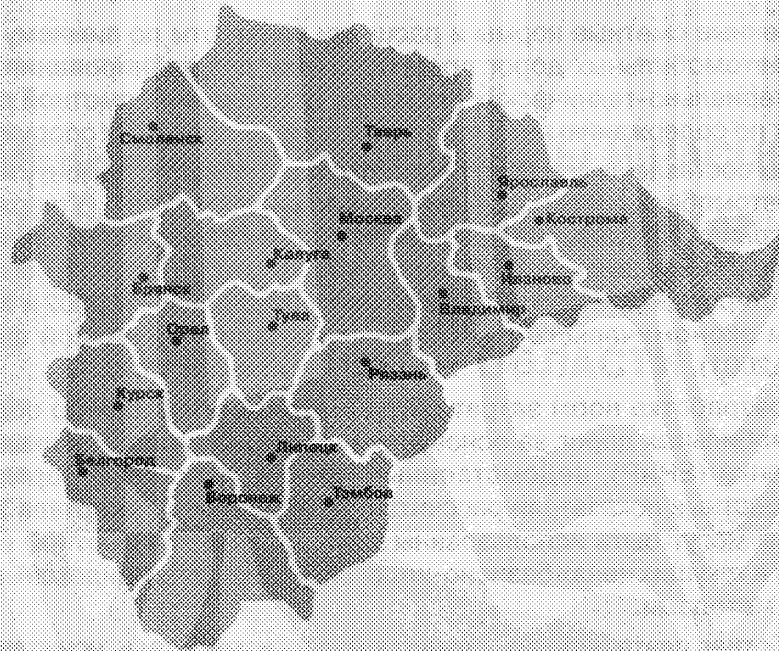 Тверь
Смоленск
Ярославль
Москва
Кострома
Калуга
Иваново
Брянск
Владимир
Тула
Орел
Рязань
Курск
Липецк
Белгород
Тамбов
Воронеж